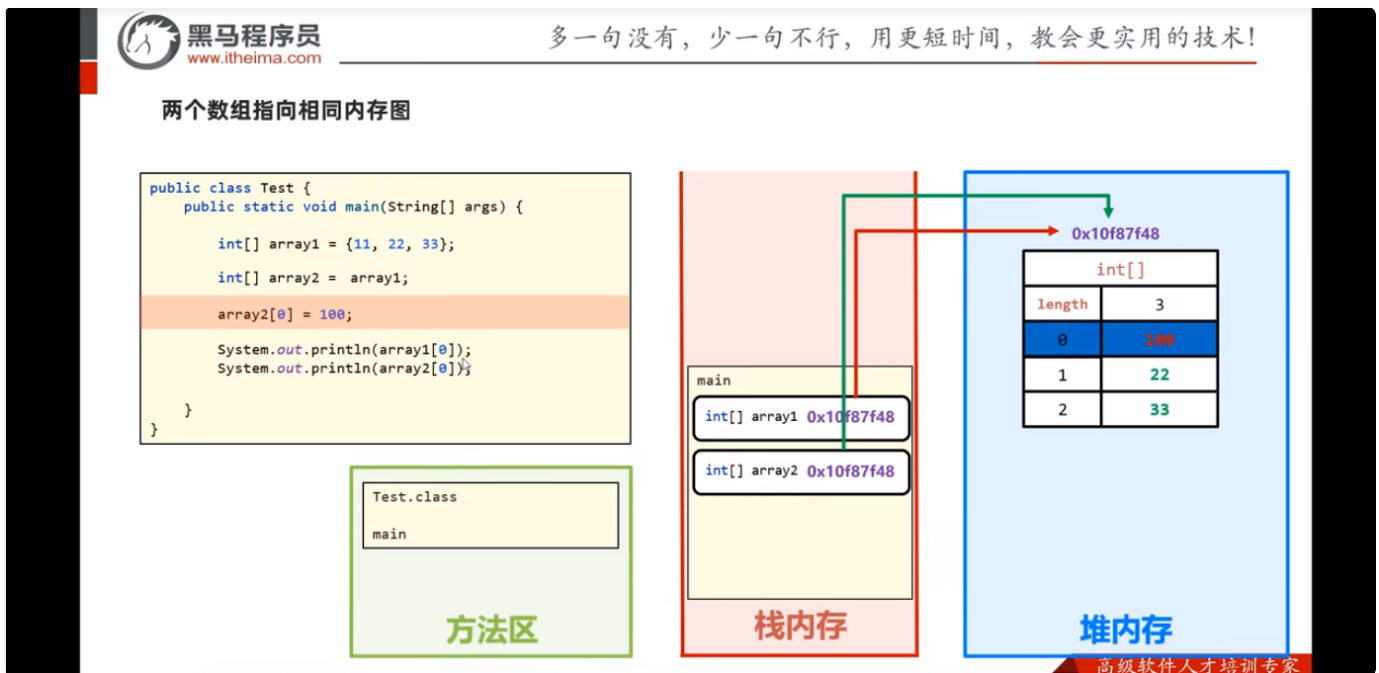 黑马程序员
www.itheima.com
多一句没有，少一句不行，用更短时间，教会更实用的技术！
两个数组指向相同内存图
public class Test {
public static void main(String[] args) {
int[] array1 = {11, 22, 33};
int[] array2 = array1;
array2[0] = 100;
System.out.println(array1[0]);
System.out.println(array2[0]);
}
}
Test.class
main
方法区
main
int[] array1 0x10f87f48
int[] array2 0x10f87f48
栈内存
0x10f87f48
int[]
length 3
0 100
1 22
2 33
堆内存
高级软件人才培训专家